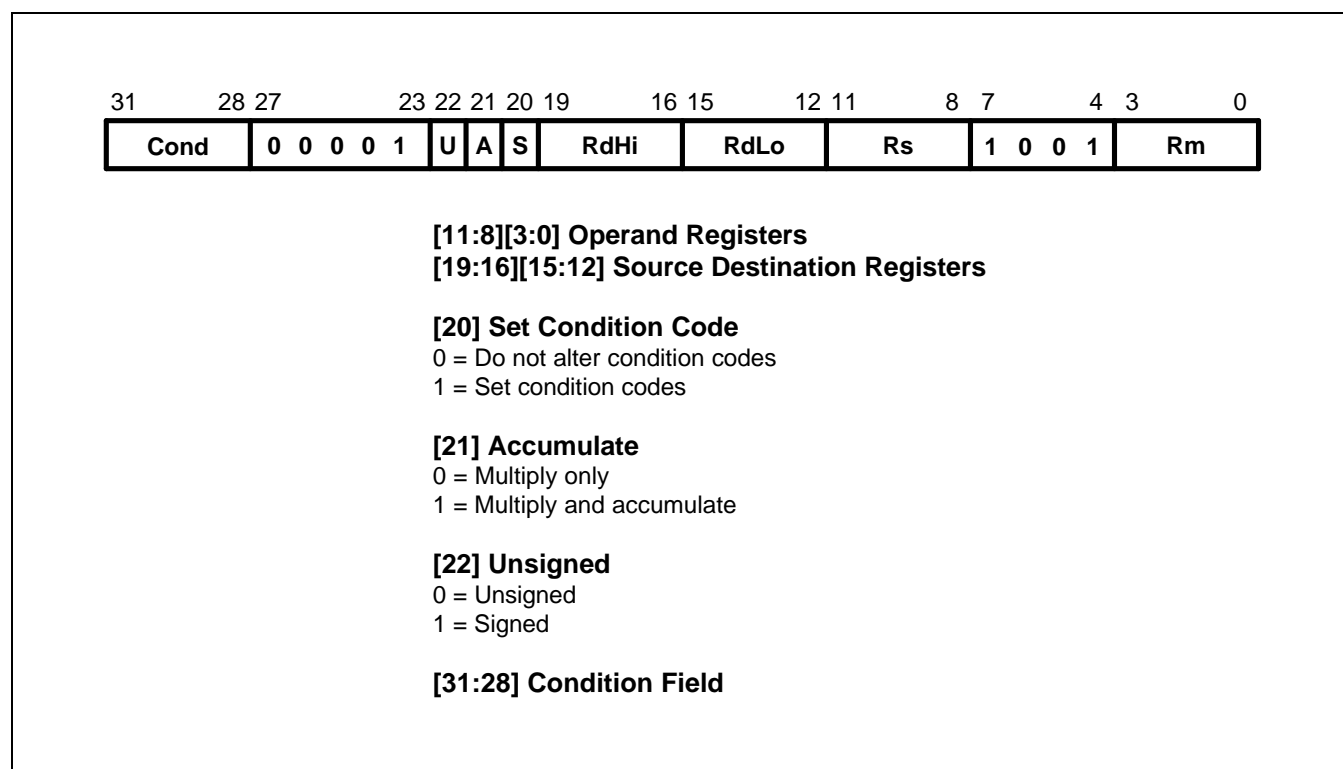 31 28 27 23 22 21 20 19 16 15 12 11 8 7 4 3 0
Cond 0 0 0 0 1 U A S RdHi RdLo Rs 1 0 0 1 Rm
[11:8][3:0] Operand Registers
[19:16][15:12] Source Destination Registers
[20] Set Condition Code
0 = Do not alter condition codes
1 = Set condition codes
[21] Accumulate
0 = Multiply only
1 = Multiply and accumulate
[22] Unsigned
0 = Unsigned
1 = Signed
[31:28] Condition Field